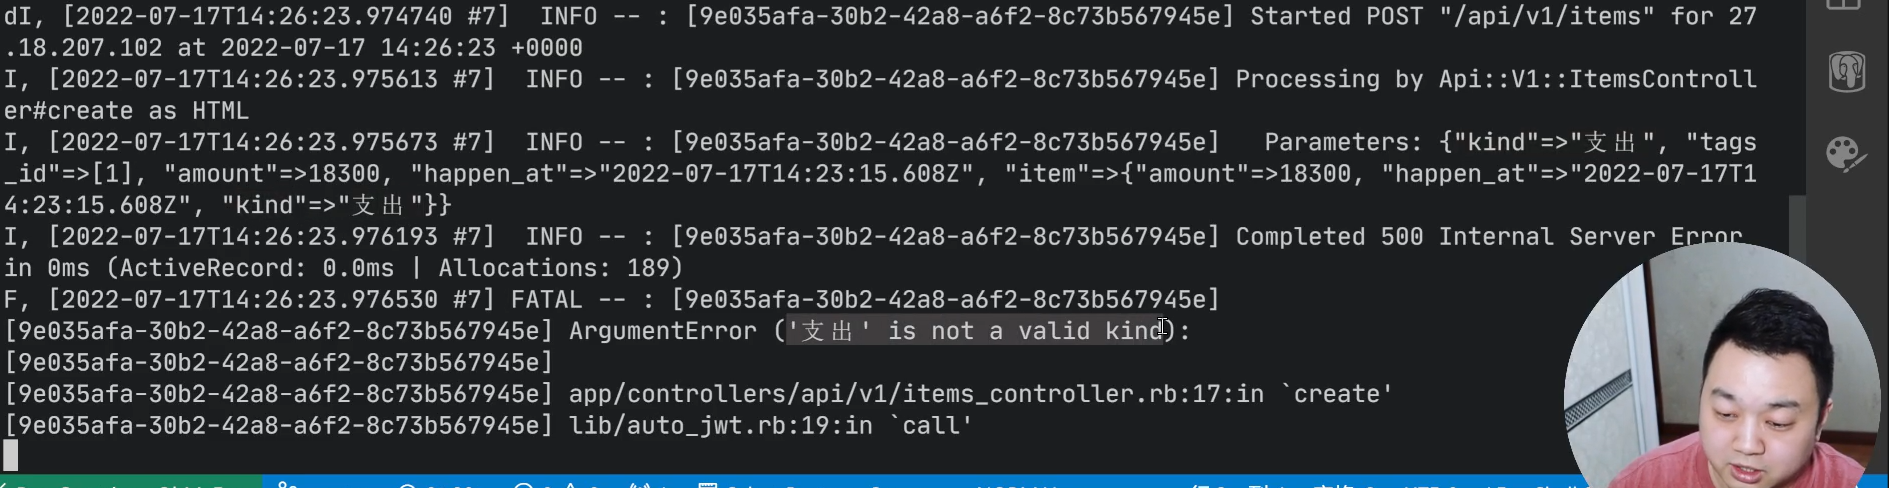 dI, [2022-07-17T14:26:23.974740 #7]  INFO -- : [9e035afa-30b2-42a8-a6f2-8c73b567945e] Started POST "/api/v1/items" for 27
.18.207.102 at 2022-07-17 14:26:23 +0000
I, [2022-07-17T14:26:23.975613 #7]  INFO -- : [9e035afa-30b2-42a8-a6f2-8c73b567945e] Processing by Api::V1::ItemsControll
er#create as HTML
I, [2022-07-17T14:26:23.975673 #7]  INFO -- : [9e035afa-30b2-42a8-a6f2-8c73b567945e]   Parameters: {"kind"=>"支出", "tags
_id"=>[1], "amount"=>18300, "happen_at"=>"2022-07-17T14:23:15.608Z", "item"=>{"amount"=>18300, "happen_at"=>"2022-07-17T1
4:23:15.608Z", "kind"=>"支出"}}
I, [2022-07-17T14:26:23.976193 #7]  INFO -- : [9e035afa-30b2-42a8-a6f2-8c73b567945e] Completed 500 Internal Server Error
in 0ms (ActiveRecord: 0.0ms | Allocations: 189)
F, [2022-07-17T14:26:23.976530 #7] FATAL -- : [9e035afa-30b2-42a8-a6f2-8c73b567945e]
[9e035afa-30b2-42a8-a6f2-8c73b567945e] ArgumentError ('支出' is not a valid kind):
[9e035afa-30b2-42a8-a6f2-8c73b567945e]
[9e035afa-30b2-42a8-a6f2-8c73b567945e] app/controllers/api/v1/items_controller.rb:17:in `create'
[9e035afa-30b2-42a8-a6f2-8c73b567945e] lib/auto_jwt.rb:19:in `call'